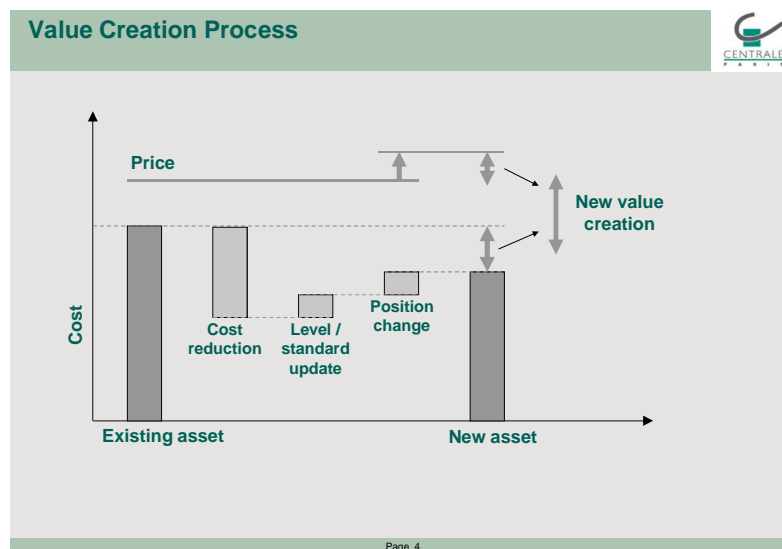 Value Creation Process
CENTRALE
PARI
Price
New value
creation
Cost
Cost
reduction
Level /
standard
update
Position
change
Existing asset
New asset
Page 4